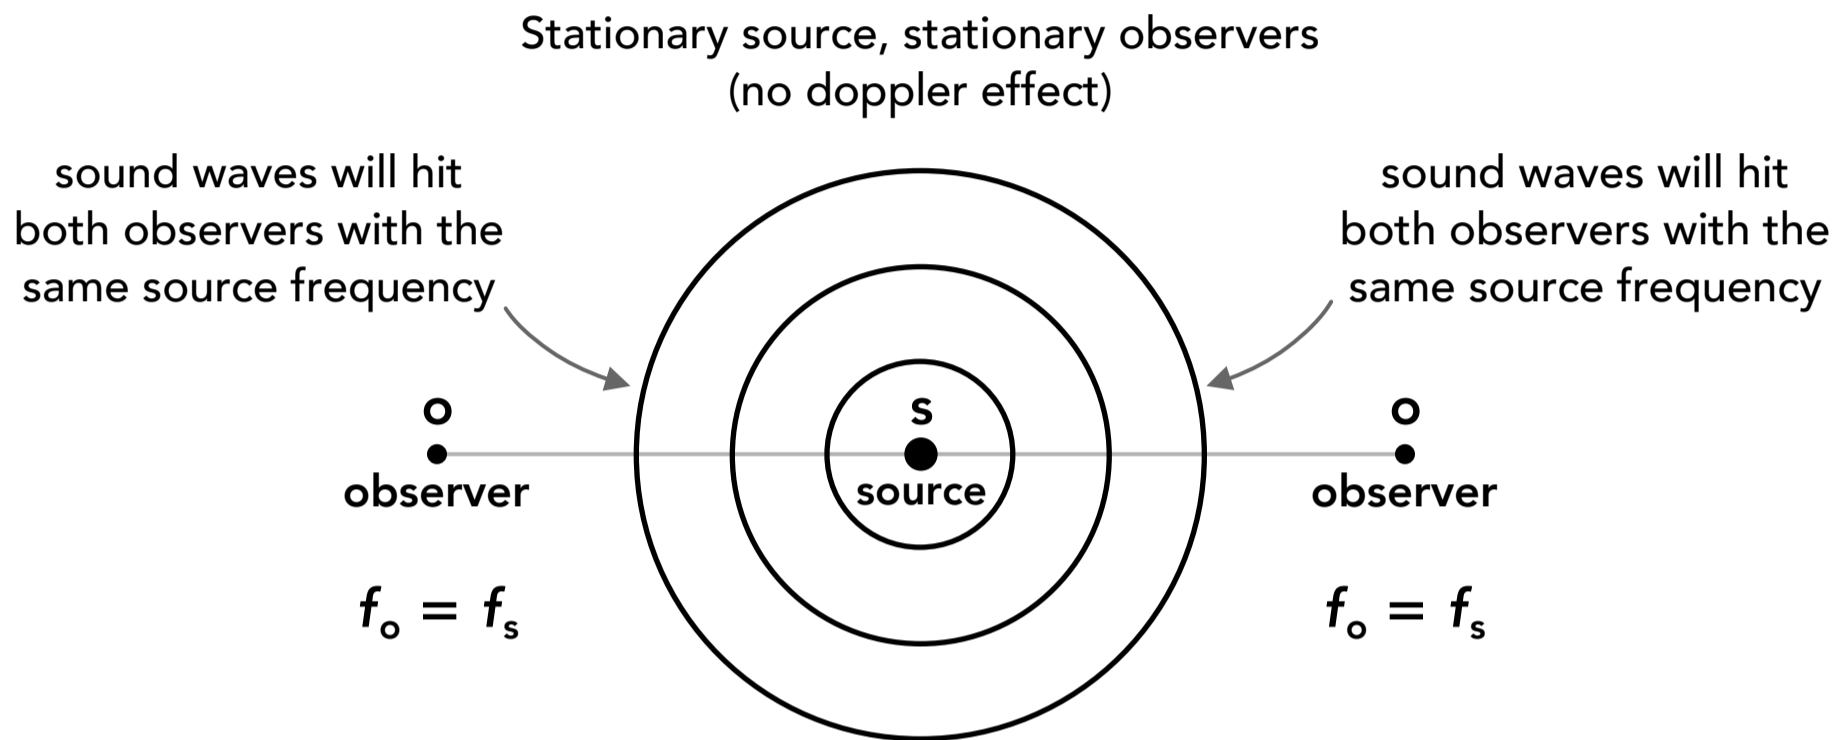 Stationary source, stationary observers
(no doppler effect)
sound waves will hit
both observers with the
same source frequency
sound waves will hit
both observers with the
same source frequency
o
observer
s
source
o
observer
fo = fs
fo = fs